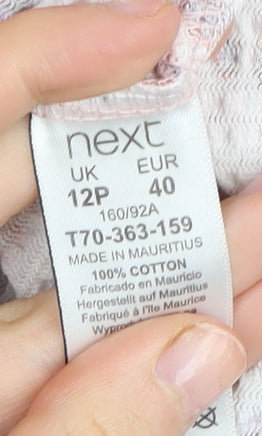 next
UK EUR
12P 40
160/92A
T70-363-159
MADE IN MAURITIUS
100% COTTON
Fabricado en Mauricio
Hergestellt auf Mauritius
Fabriqué à l'île Maurice